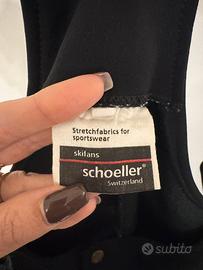 Stretchfabrics for
sportswear
skifans
schoeller®
Switzerland
subito